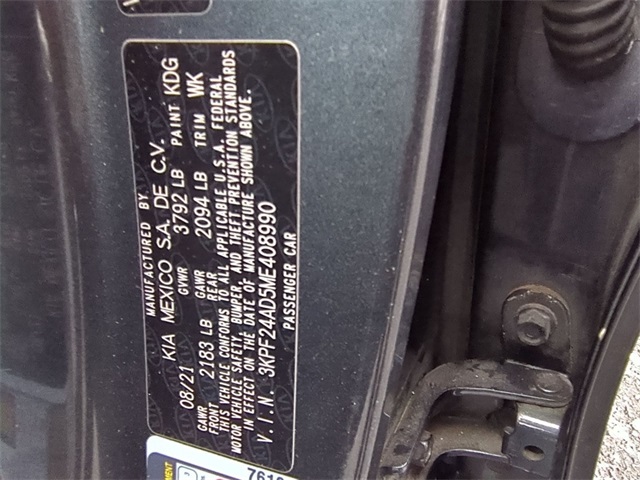 MANUFACTURED BY
KIA MEXICO S.A. DE C.V.
08/21 GVWR 3792 LB PAINT KDG
GAWR FRONT 2183 LB GAWR REAR 2094 LB TRIM WK
THIS VEHICLE CONFORMS TO ALL APPLICABLE U.S.A. FEDERAL
MOTOR VEHICLE SAFETY, BUMPER, AND THEFT PREVENTION STANDARDS
IN EFFECT ON THE DATE OF MANUFACTURE SHOWN ABOVE.
V.I.N. 3KPF24AD5ME408990
PASSENGER CAR